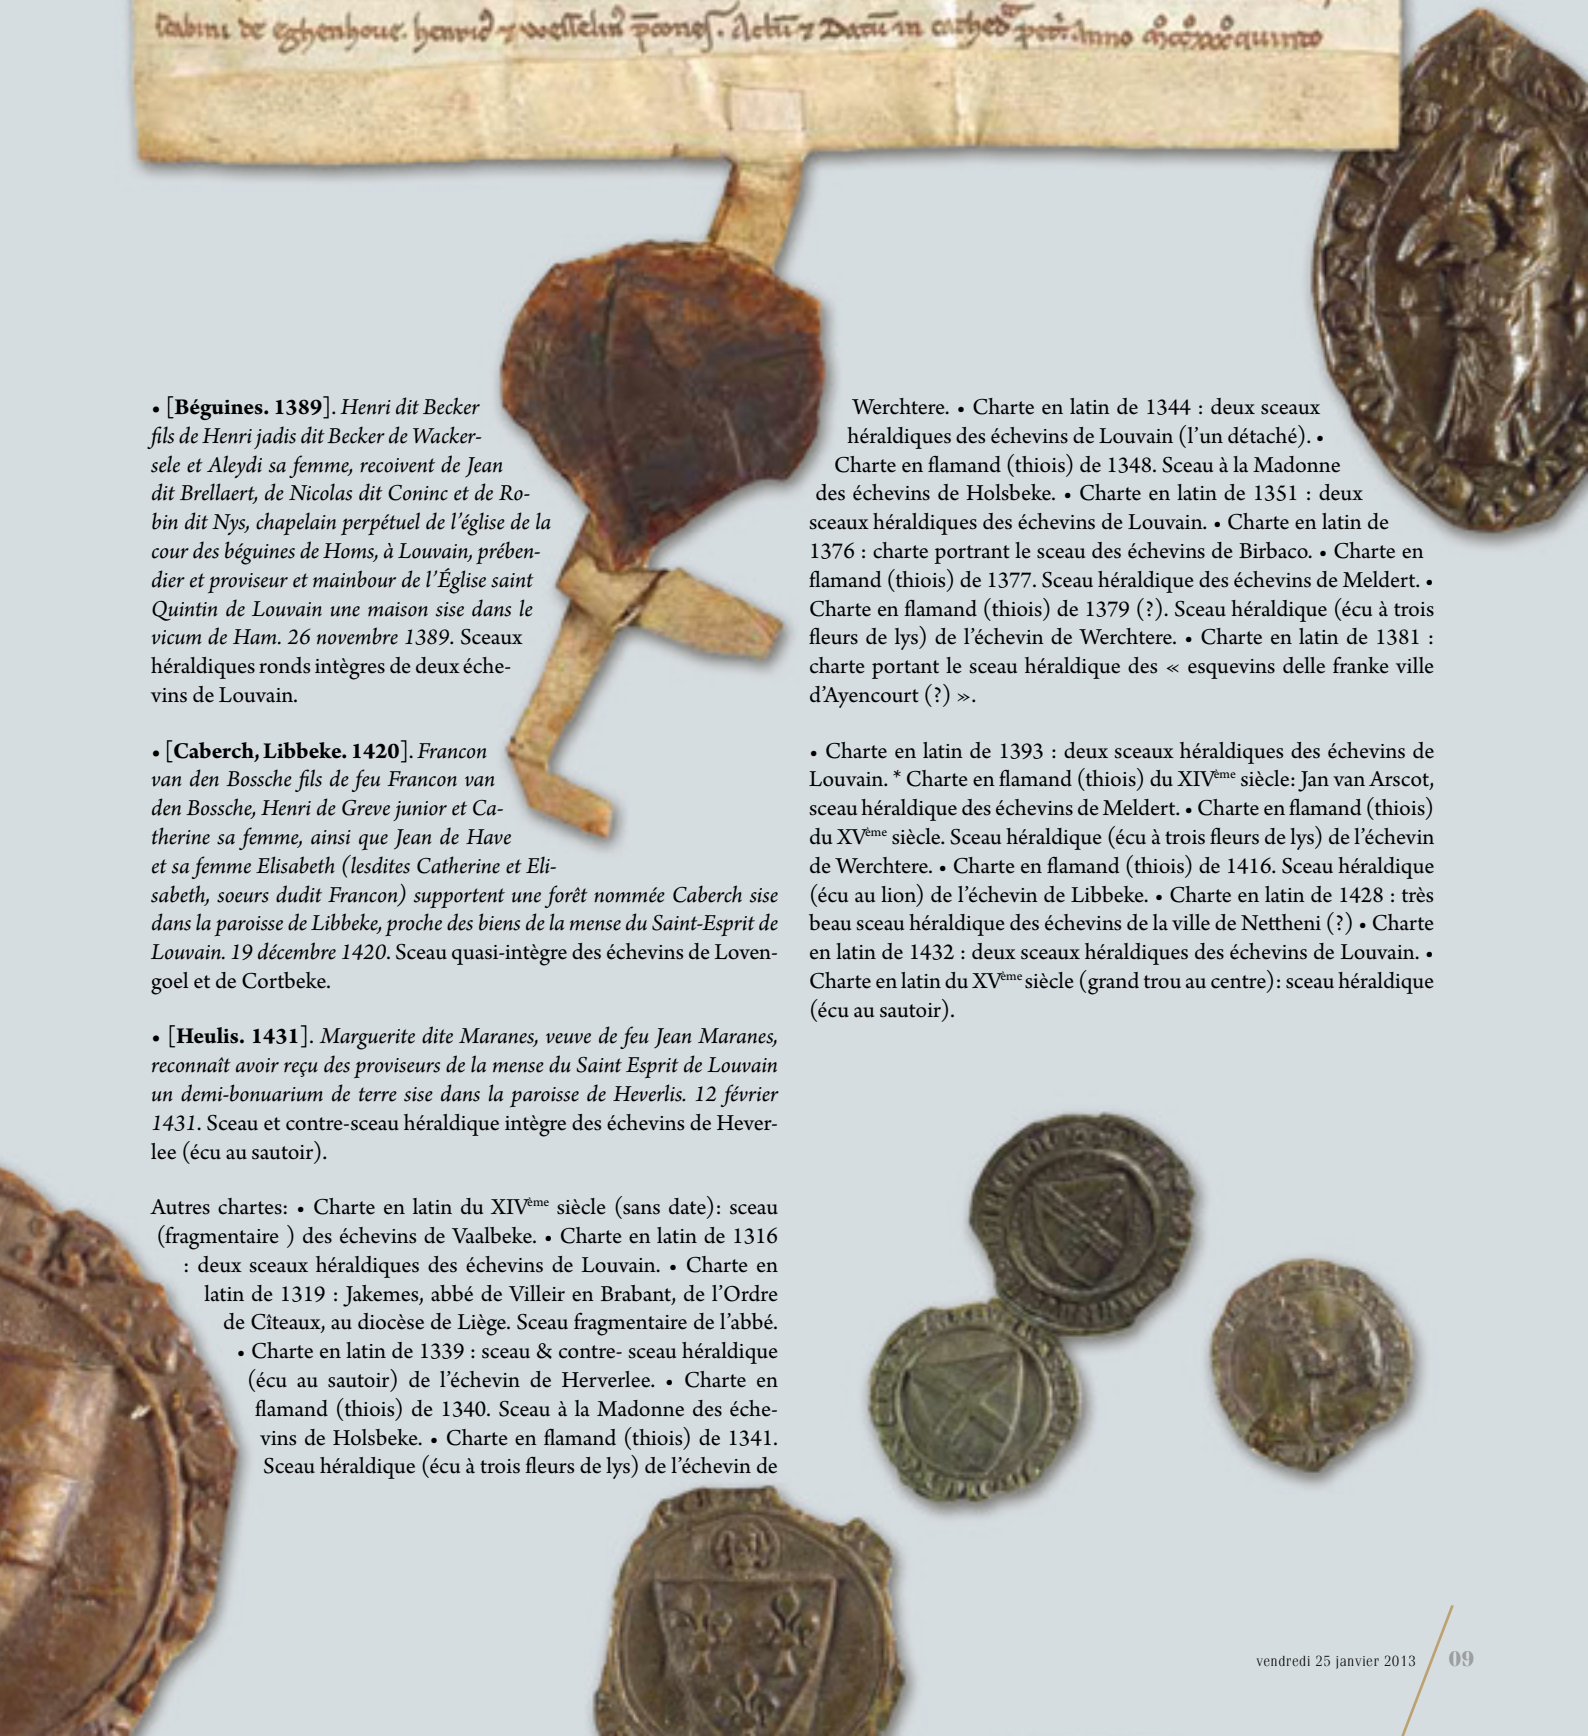 scabini de eghenhove. henric⁹ ⁊ wesselin⁹ p̄cones. Actū ⁊ Datū in cathed petri Anno mo cco xxxo quinto
• [Béguines. 1389]. Henri dit Becker
fils de Henri jadis dit Becker de Wacker-
sele et Aleydi sa femme, recoivent de Jean
dit Brellaert, de Nicolas dit Coninc et de Ro-
bin dit Nys, chapelain perpétuel de l’église de la
cour des béguines de Homs, à Louvain, prében-
dier et proviseur et mainbour de l’Église saint
Quintin de Louvain une maison sise dans le
vicum de Ham. 26 novembre 1389. Sceaux
héraldiques ronds intègres de deux éche-
vins de Louvain.
• [Caberch, Libbeke. 1420]. Francon
van den Bossche fils de feu Francon van
den Bossche, Henri de Greve junior et Ca-
therine sa femme, ainsi que Jean de Have
et sa femme Elisabeth (lesdites Catherine et Eli-
sabeth, soeurs dudit Francon) supportent une forêt nommée Caberch sise
dans la paroisse de Libbeke, proche des biens de la mense du Saint-Esprit de
Louvain. 19 décembre 1420. Sceau quasi-intègre des échevins de Loven-
goel et de Cortbeke.
• [Heulis. 1431]. Marguerite dite Maranes, veuve de feu Jean Maranes,
reconnaît avoir reçu des proviseurs de la mense du Saint Esprit de Louvain
un demi-bonuarium de terre sise dans la paroisse de Heverlis. 12 février
1431. Sceau et contre-sceau héraldique intègre des échevins de Hever-
lee (écu au sautoir).
Autres chartes: • Charte en latin du XIVème siècle (sans date): sceau
(fragmentaire ) des échevins de Vaalbeke. • Charte en latin de 1316
: deux sceaux héraldiques des échevins de Louvain. • Charte en
latin de 1319 : Jakemes, abbé de Villeir en Brabant, de l’Ordre
de Cîteaux, au diocèse de Liège. Sceau fragmentaire de l’abbé.
• Charte en latin de 1339 : sceau & contre- sceau héraldique
(écu au sautoir) de l’échevin de Herverlee. • Charte en
flamand (thiois) de 1340. Sceau à la Madonne des éche-
vins de Holsbeke. • Charte en flamand (thiois) de 1341.
Sceau héraldique (écu à trois fleurs de lys) de l’échevin de
Werchtere. • Charte en latin de 1344 : deux sceaux
héraldiques des échevins de Louvain (l’un détaché). •
Charte en flamand (thiois) de 1348. Sceau à la Madonne
des échevins de Holsbeke. • Charte en latin de 1351 : deux
sceaux héraldiques des échevins de Louvain. • Charte en latin de
1376 : charte portrant le sceau des échevins de Birbaco. • Charte en
flamand (thiois) de 1377. Sceau héraldique des échevins de Meldert. •
Charte en flamand (thiois) de 1379 (?). Sceau héraldique (écu à trois
fleurs de lys) de l’échevin de Werchtere. • Charte en latin de 1381 :
charte portant le sceau héraldique des « esquevins delle franke ville
d’Ayencourt (?) ».
• Charte en latin de 1393 : deux sceaux héraldiques des échevins de
Louvain. * Charte en flamand (thiois) du XIVème siècle: Jan van Arscot,
sceau héraldique des échevins de Meldert. • Charte en flamand (thiois)
du XVème siècle. Sceau héraldique (écu à trois fleurs de lys) de l’échevin
de Werchtere. • Charte en flamand (thiois) de 1416. Sceau héraldique
(écu au lion) de l’échevin de Libbeke. • Charte en latin de 1428 : très
beau sceau héraldique des échevins de la ville de Nettheni (?) • Charte
en latin de 1432 : deux sceaux héraldiques des échevins de Louvain. •
Charte en latin du XVème siècle (grand trou au centre): sceau héraldique
(écu au sautoir).
vendredi 25 janvier 2013 09